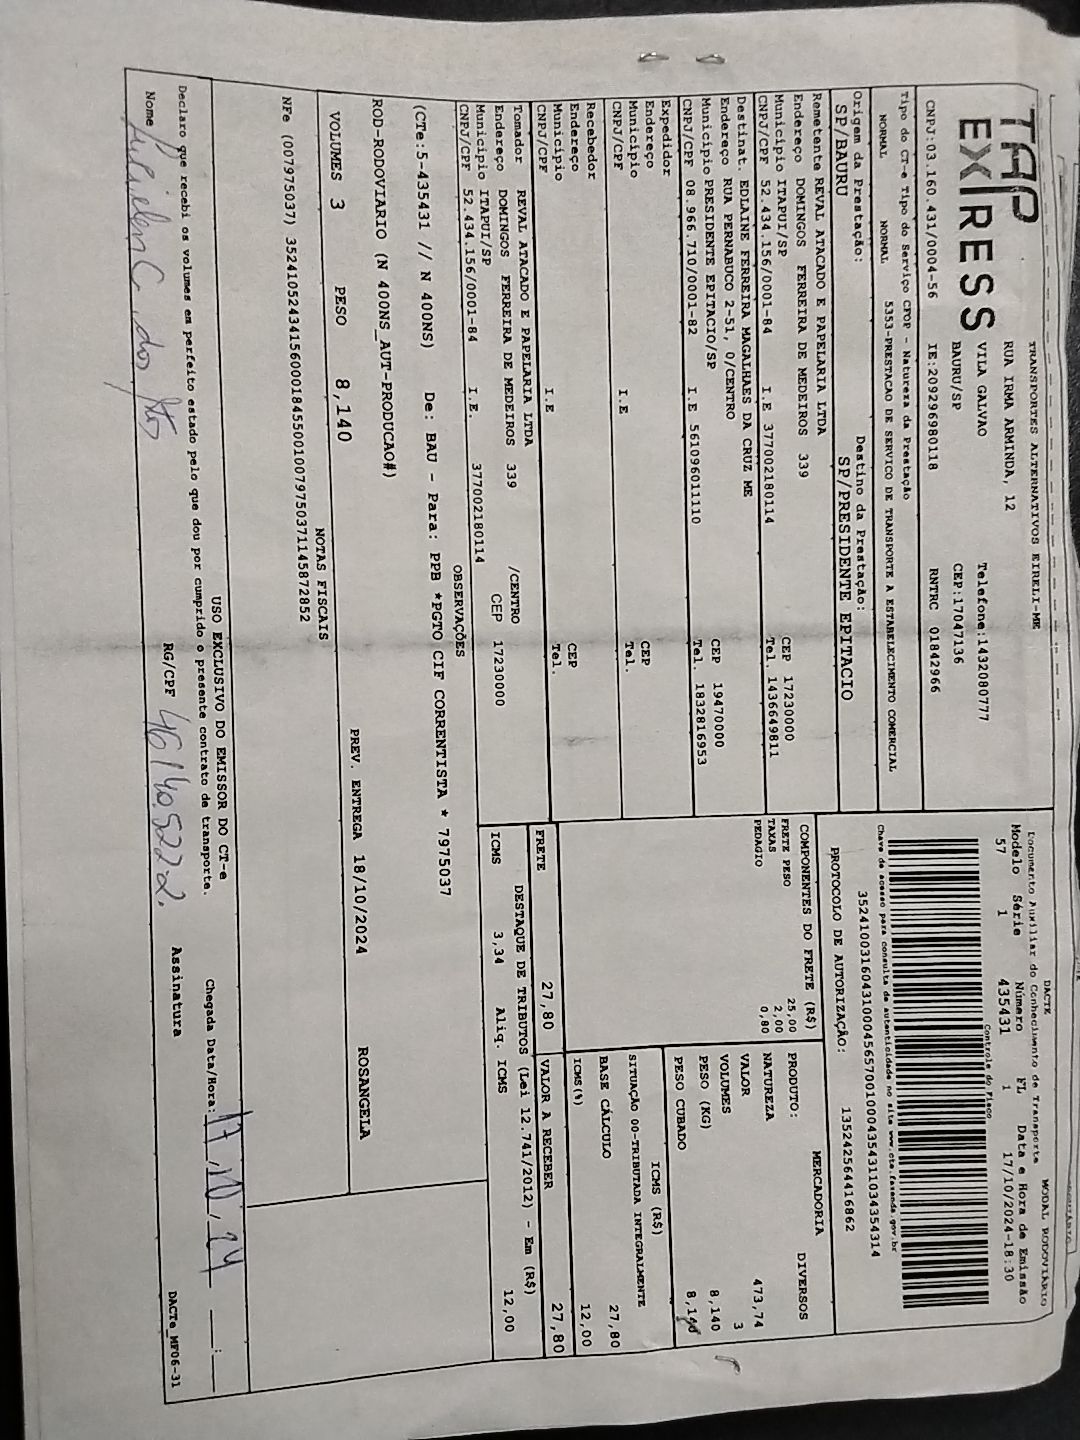 TAP EXPRESS
TRANSPORTES ALTERNATIVOS EIRELI-ME
RUA IRMA ARMINDA, 12
VILA GALVAO Telefone:1432080777
BAURU/SP CEP:17047136
CNPJ:03.160.431/0004-56 IE:209296980118 RNTRC 01842966
Tipo do CT-e Tipo do Serviço CFOP - Natureza da Prestação
NORMAL NORMAL 5353-PRESTACAO DE SERVICO DE TRANSPORTE A ESTABELECIMENTO COMERCIAL
Origem da Prestação: Destino da Prestação:
SP/BAURU SP/PRESIDENTE EPITACIO
DACTE MODAL RODOVIÁRIO
Documento Auxiliar do Conhecimento de Transporte
Modelo Série Número FL Data e Hora de Emissão
57 1 435431 1 17/10/2024-18:30
Controle do Fisco
Chave de acesso para consulta de autenticidade no site www.cte.fazenda.gov.br
35241003160431000456570010004354311034354314
PROTOCOLO DE AUTORIZAÇÃO: 135242564416862
Remetente REVAL ATACADO E PAPELARIA LTDA
Endereço DOMINGOS FERREIRA DE MEDEIROS 339
Município ITAPUI/SP CEP 17230000
CNPJ/CPF 52.434.156/0001-84 I.E 377002180114 Tel. 1436649811
Destinat. EDLAINE FERREIRA MAGALHAES DA CRUZ ME
Endereço RUA PERNABUCO 2-51, 0/CENTRO
Município PRESIDENTE EPITACIO/SP CEP 19470000
CNPJ/CPF 08.966.710/0001-82 I.E 561096011110 Tel. 1832816953
Expedidor
Endereço
Município CEP
CNPJ/CPF I.E Tel.
Recebedor
Endereço
Município CEP
CNPJ/CPF I.E Tel.
Tomador REVAL ATACADO E PAPELARIA LTDA
Endereço DOMINGOS FERREIRA DE MEDEIROS 339 /CENTRO
Município ITAPUI/SP CEP 17230000
CNPJ/CPF 52.434.156/0001-84 I.E. 377002180114
COMPONENTES DO FRETE (R$)
FRETE PESO 25,00
TAXAS 2,00
PEDAGIO 0,80
MERCADORIA
PRODUTO: DIVERSOS
NATUREZA
VALOR 473,74
VOLUMES 3
PESO (KG) 8,140
PESO CUBADO 8,140
ICMS (R$)
SITUAÇÃO 00-TRIBUTADA INTEGRALMENTE
BASE CÁLCULO 27,80
ICMS(%) 12,00
FRETE 27,80 VALOR A RECEBER 27,80
DESTAQUE DE TRIBUTOS (Lei 12.741/2012) - Em (R$)
ICMS 3,34 Aliq. ICMS 12,00
OBSERVAÇÕES
(CTe:5-435431 // N 400NS) De: BAU - Para: PPB *PGTO CIF CORRENTISTA * 7975037
ROD-RODOVIARIO (N 400NS_AUT-PRODUCAO#)
VOLUMES 3 PESO 8,140 PREV. ENTREGA 18/10/2024 ROSANGELA
NOTAS FISCAIS
NFe (007975037) 35241052434156000184550010079750371145872852
USO EXCLUSIVO DO EMISSOR DO CT-e
Declaro que recebi os volumes em perfeito estado pelo que dou por cumprido o presente contrato de transporte.
Chegada Data/Hora: 17/10/24 __:__
Nome RG/CPF Assinatura
DACTe_MF06-31